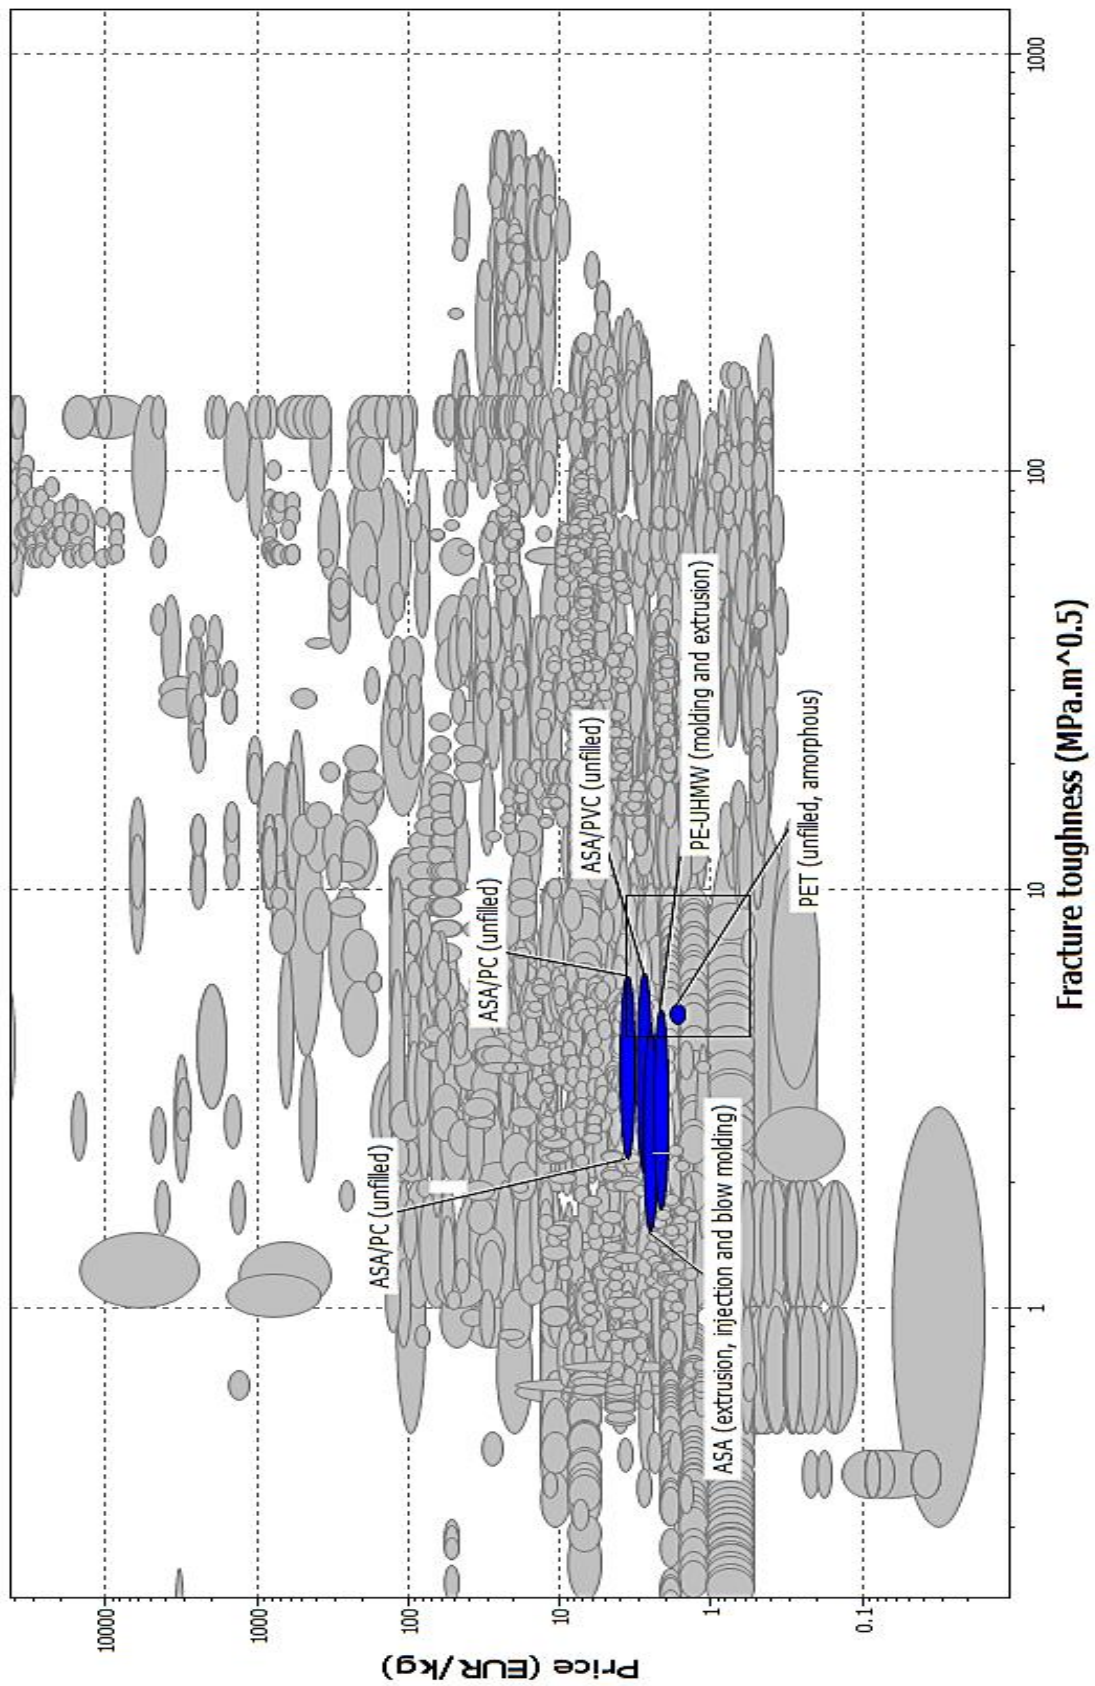 Price (EUR/kg)
10000
1000
100
10
1
0.1
ASA/PC (unfilled)
ASA/PC (unfilled)
ASA/PVC (unfilled)
PE-UHMW (molding and extrusion)
PET (unfilled, amorphous)
ASA (extrusion, injection and blow molding)
1
10
100
1000
Fracture toughness (MPa.m^0.5)